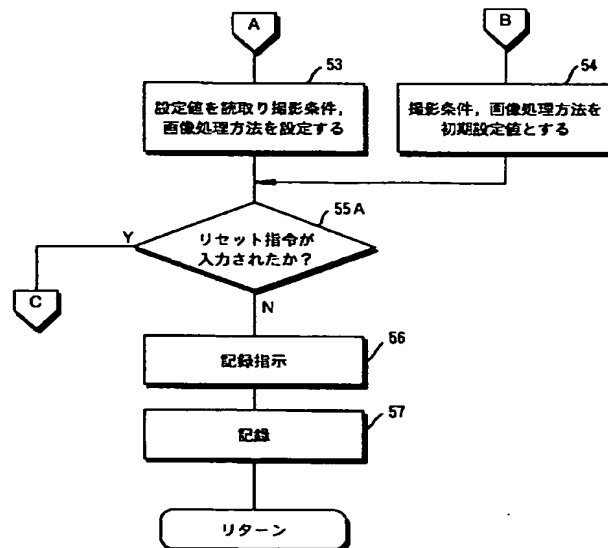 A
B
53
54
設定値を読取り撮影条件,
画像処理方法を設定する
撮影条件,画像処理方法を
初期設定値とする
55A
Y
リセット指令が
入力されたか?
C
N
56
記録指示
57
記録
リターン